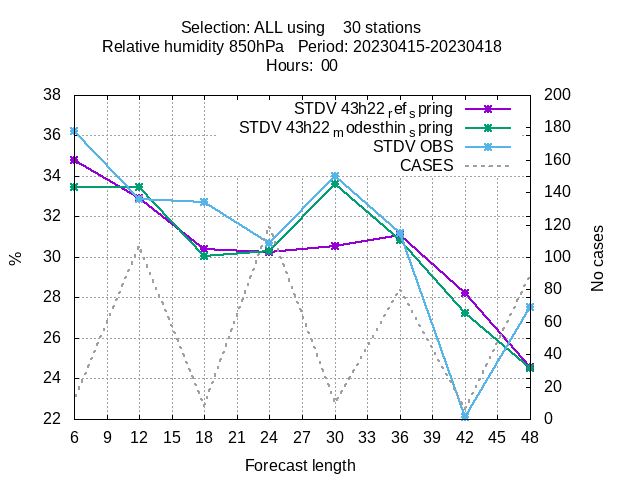 Selection: ALL using    30 stations
Relative humidity 850hPa   Period: 20230415-20230418
Hours:  00
STDV 43h22 ref spring
STDV 43h22 modesthin spring
STDV OBS
CASES
38
36
34
32
30
28
26
24
22
%
200
180
160
140
120
100
80
60
40
20
0
No cases
6 9 12 15 18 21 24 27 30 33 36 39 42 45 48
Forecast length